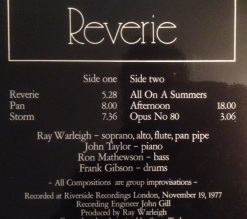 Reverie
Side one Side two
Reverie 5.28 All On A Summers
Pan 8.00 Afternoon 18.00
Storm 7.36 Opus No 80 3.06
Ray Warleigh - soprano, alto, flute, pan pipe
John Taylor - piano
Ron Mathewson - bass
Frank Gibson - drums
- All Compositions are group improvisations -
Recorded at Riverside Recordings London, November 19, 1977
Recording Engineer John Gill
Produced by Ray Warleigh